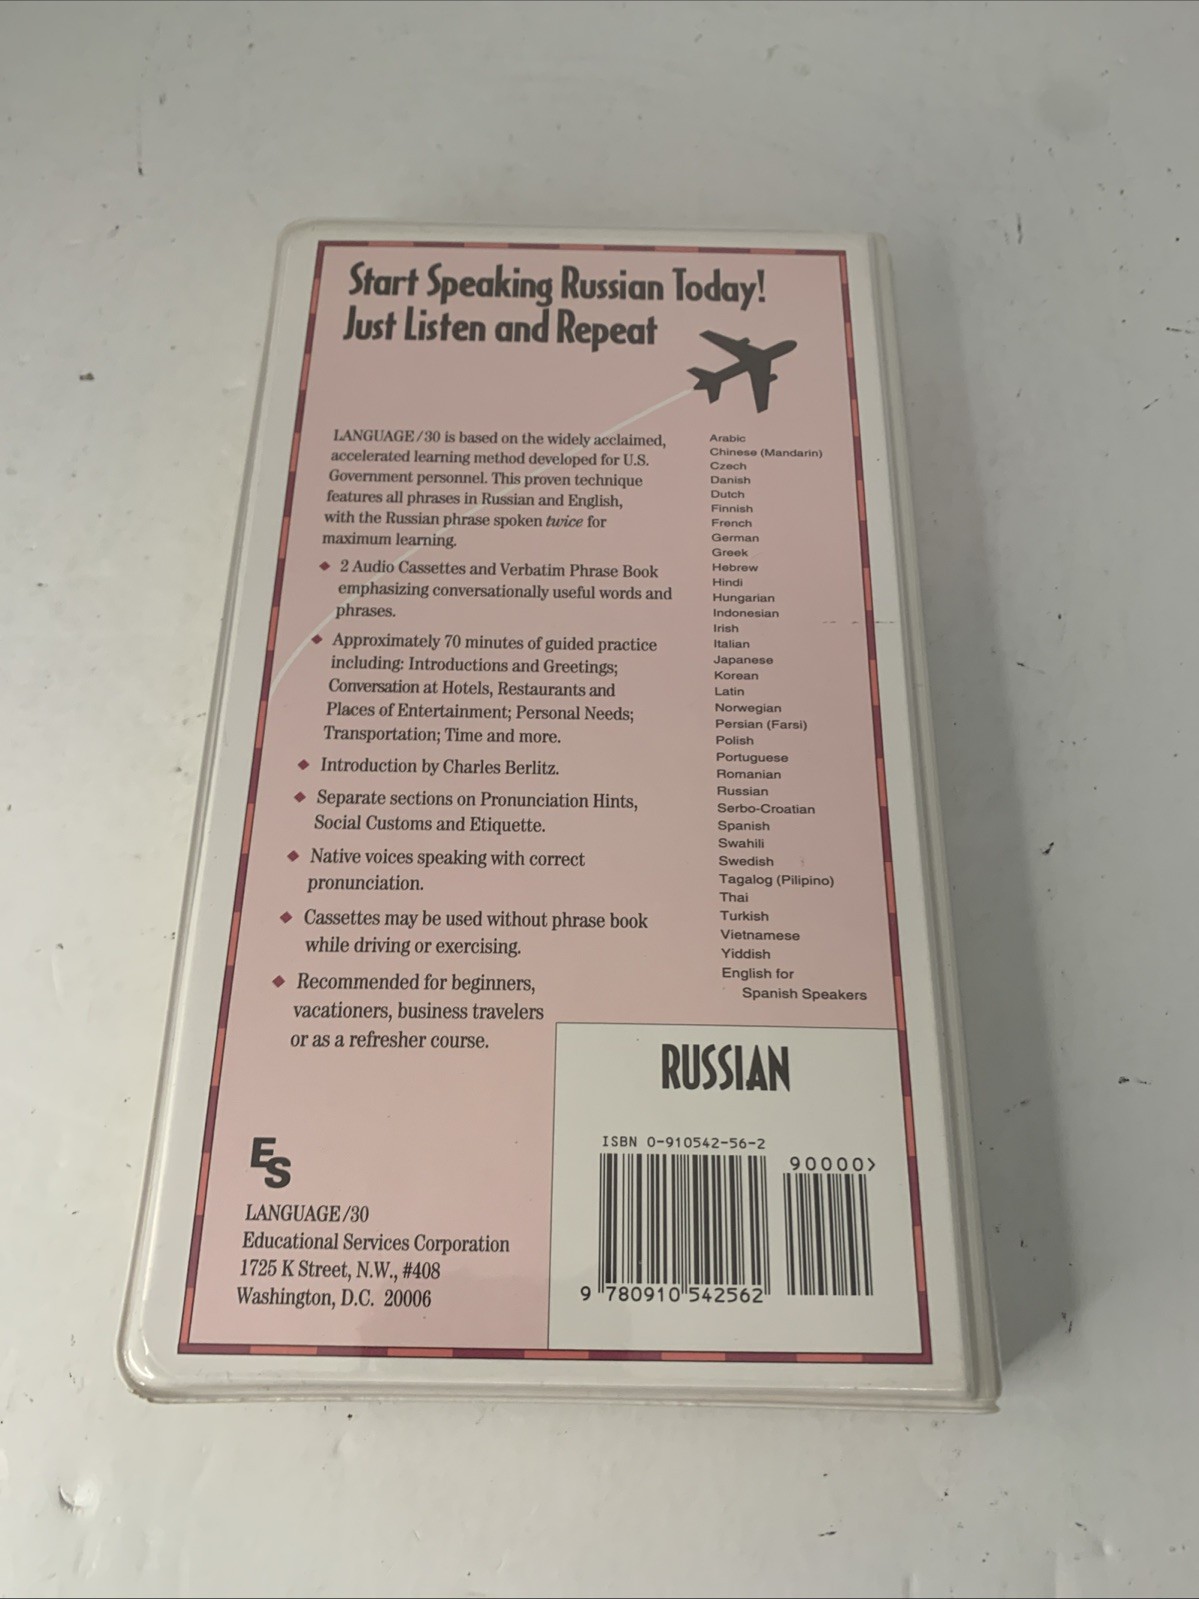 Start Speaking Russian Today!
Just Listen and Repeat
LANGUAGE/30 is based on the widely acclaimed,
accelerated learning method developed for U.S.
Government personnel. This proven technique
features all phrases in Russian and English,
with the Russian phrase spoken twice for
maximum learning.
◆ 2 Audio Cassettes and Verbatim Phrase Book
emphasizing conversationally useful words and
phrases.
◆ Approximately 70 minutes of guided practice
including: Introductions and Greetings;
Conversation at Hotels, Restaurants and
Places of Entertainment; Personal Needs;
Transportation; Time and more.
◆ Introduction by Charles Berlitz.
◆ Separate sections on Pronunciation Hints,
Social Customs and Etiquette.
◆ Native voices speaking with correct
pronunciation.
◆ Cassettes may be used without phrase book
while driving or exercising.
◆ Recommended for beginners,
vacationers, business travelers
or as a refresher course.
Arabic
Chinese (Mandarin)
Czech
Danish
Dutch
Finnish
French
German
Greek
Hebrew
Hindi
Hungarian
Indonesian
Irish
Italian
Japanese
Korean
Latin
Norwegian
Persian (Farsi)
Polish
Portuguese
Romanian
Russian
Serbo-Croatian
Spanish
Swahili
Swedish
Tagalog (Pilipino)
Thai
Turkish
Vietnamese
Yiddish
English for
Spanish Speakers
ES
LANGUAGE/30
Educational Services Corporation
1725 K Street, N.W., #408
Washington, D.C. 20006
RUSSIAN
ISBN 0-910542-56-2
90000>
9 780910 542562